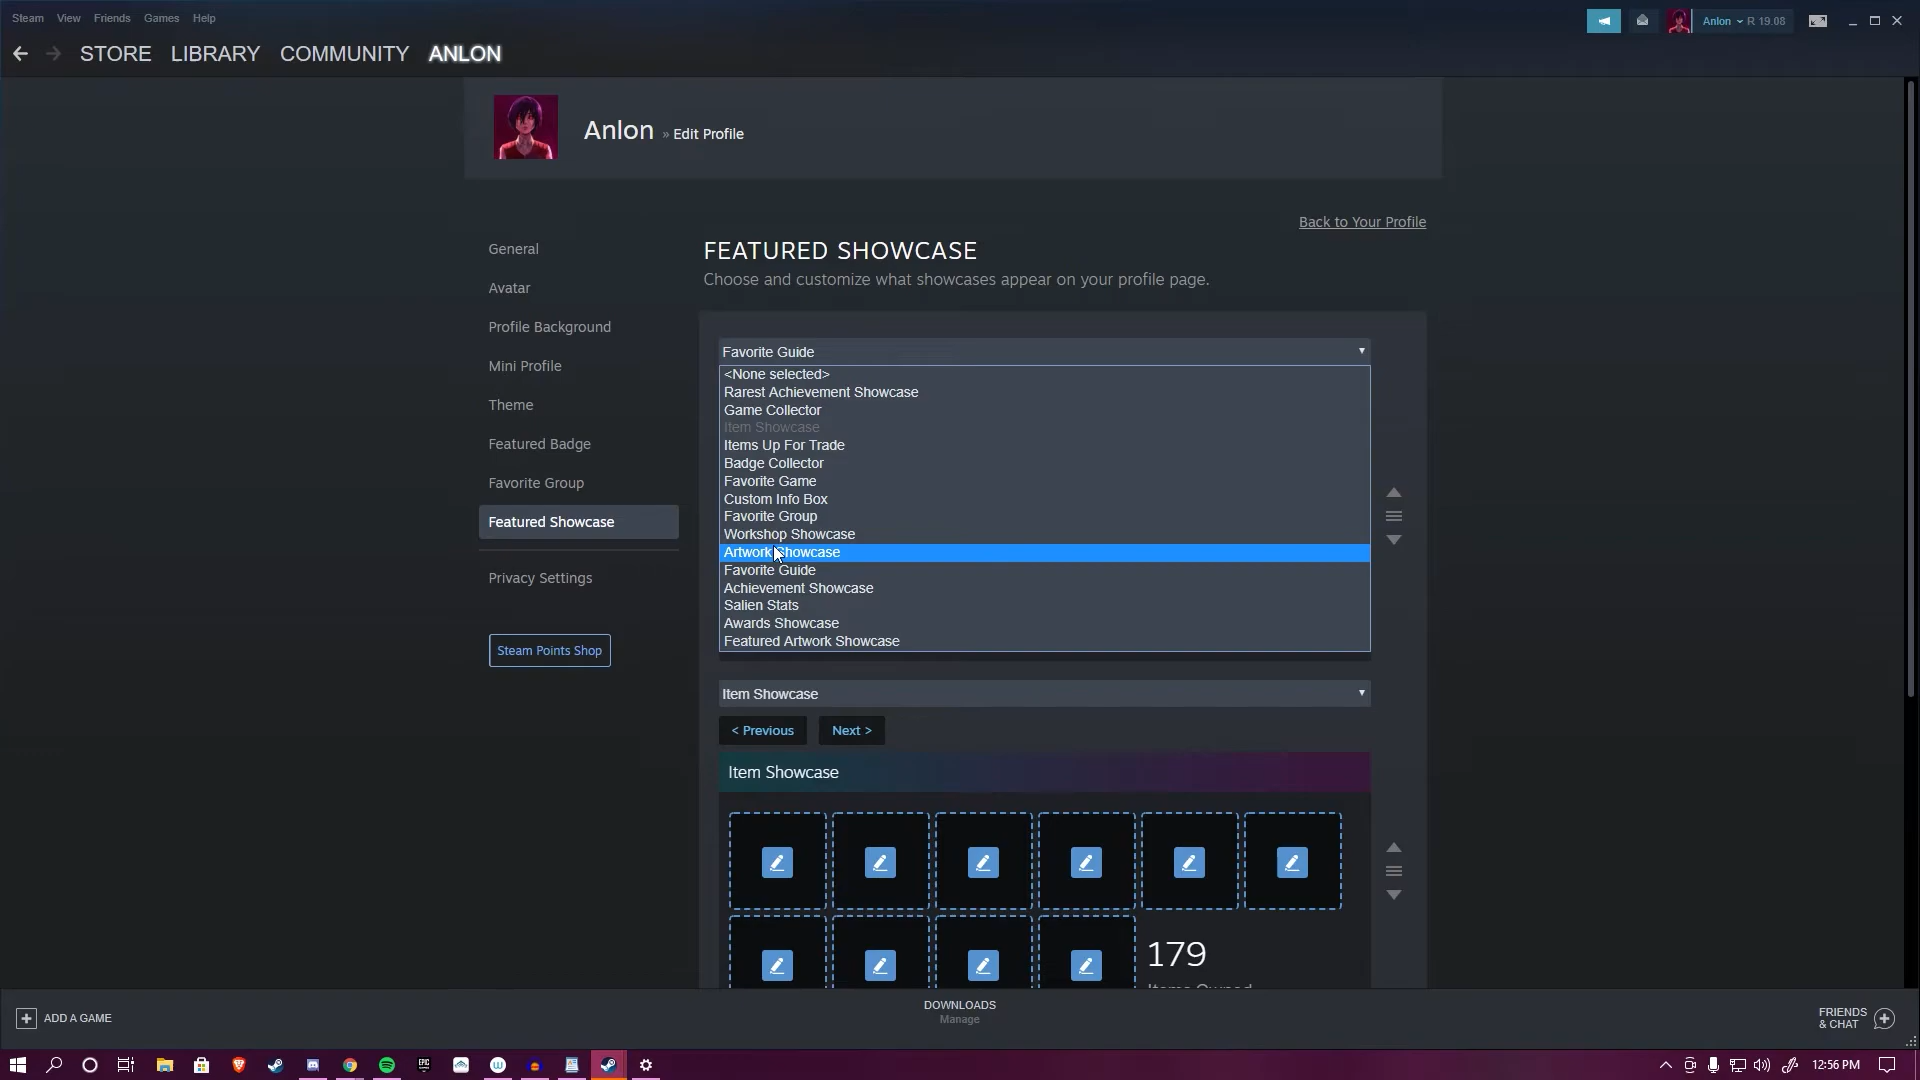 Steam View Friends Games Help
Anlon R 19.08
STORE LIBRARY COMMUNITY ANLON
Anlon » Edit Profile
Back to Your Profile
General
Avatar
Profile Background
Mini Profile
Theme
Featured Badge
Favorite Group
Featured Showcase
Privacy Settings
Steam Points Shop
FEATURED SHOWCASE
Choose and customize what showcases appear on your profile page.
Favorite Guide
<None selected>
Rarest Achievement Showcase
Game Collector
Item Showcase
Items Up For Trade
Badge Collector
Favorite Game
Custom Info Box
Favorite Group
Workshop Showcase
Artwork Showcase
Favorite Guide
Achievement Showcase
Salien Stats
Awards Showcase
Featured Artwork Showcase
Item Showcase
< Previous Next >
Item Showcase
179
Items Owned
ADD A GAME
DOWNLOADS
Manage
FRIENDS
& CHAT
EPIC
12:56 PM